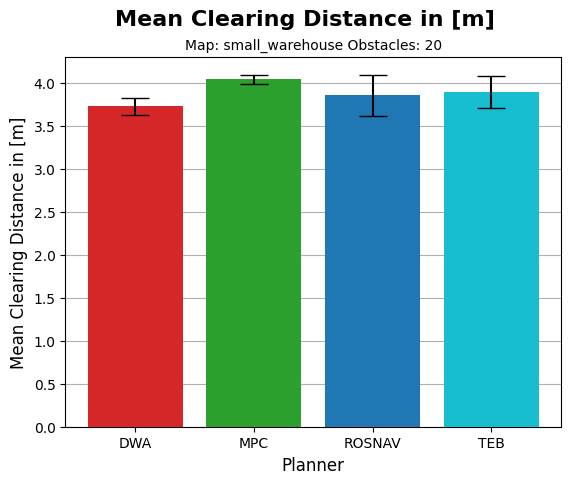 Mean Clearing Distance in [m]
Map: small_warehouse Obstacles: 20
Mean Clearing Distance in [m]
4.0
3.5
3.0
2.5
2.0
1.5
1.0
0.5
0.0
DWA
MPC
ROSNAV
TEB
Planner